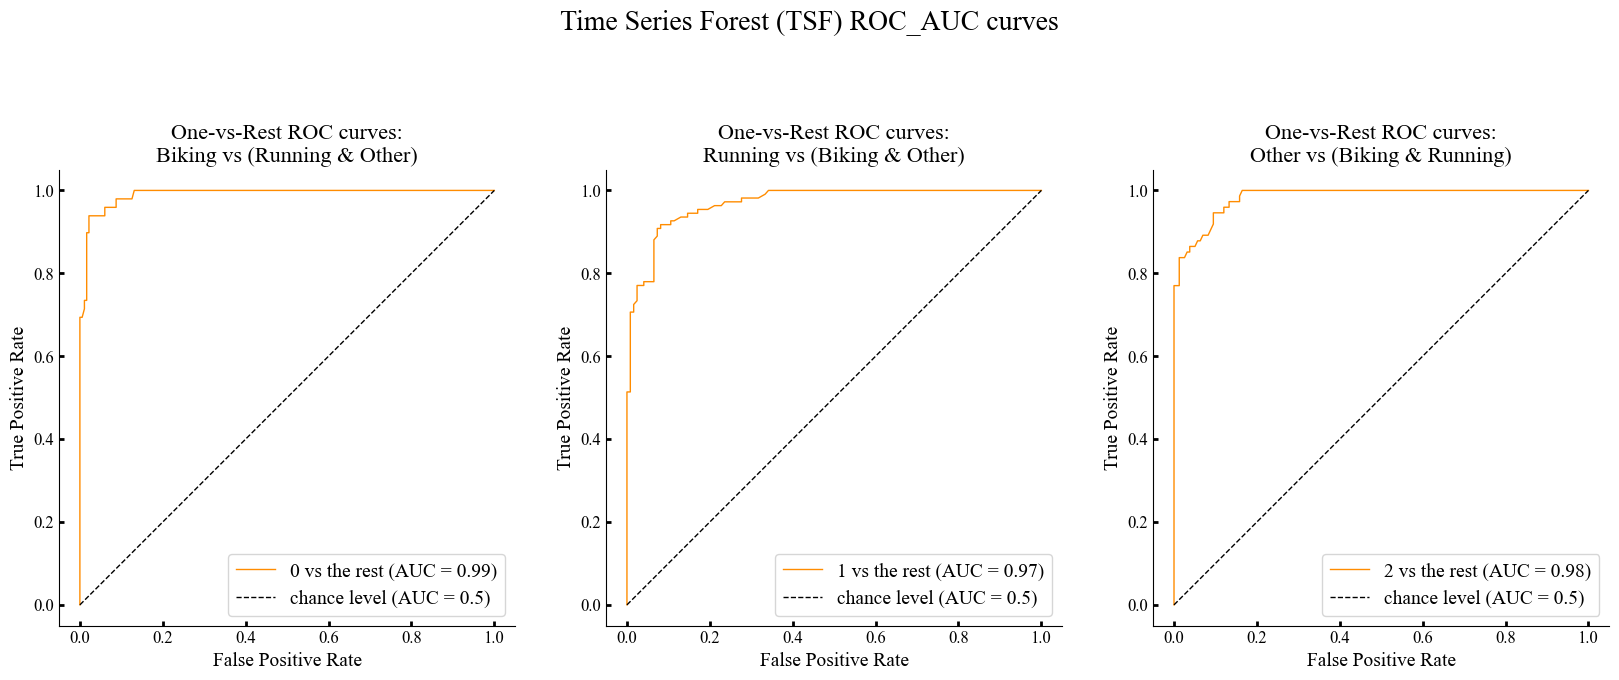 Time Series Forest (TSF) ROC_AUC curves
One-vs-Rest ROC curves:
Biking vs (Running & Other)
1.0
0.8
0.6
0.4
0.2
0.0
True Positive Rate
0.0 0.2 0.4 0.6 0.8 1.0
False Positive Rate
0 vs the rest (AUC = 0.99)
chance level (AUC = 0.5)
One-vs-Rest ROC curves:
Running vs (Biking & Other)
1.0
0.8
0.6
0.4
0.2
0.0
True Positive Rate
0.0 0.2 0.4 0.6 0.8 1.0
False Positive Rate
1 vs the rest (AUC = 0.97)
chance level (AUC = 0.5)
One-vs-Rest ROC curves:
Other vs (Biking & Running)
1.0
0.8
0.6
0.4
0.2
0.0
True Positive Rate
0.0 0.2 0.4 0.6 0.8 1.0
False Positive Rate
2 vs the rest (AUC = 0.98)
chance level (AUC = 0.5)